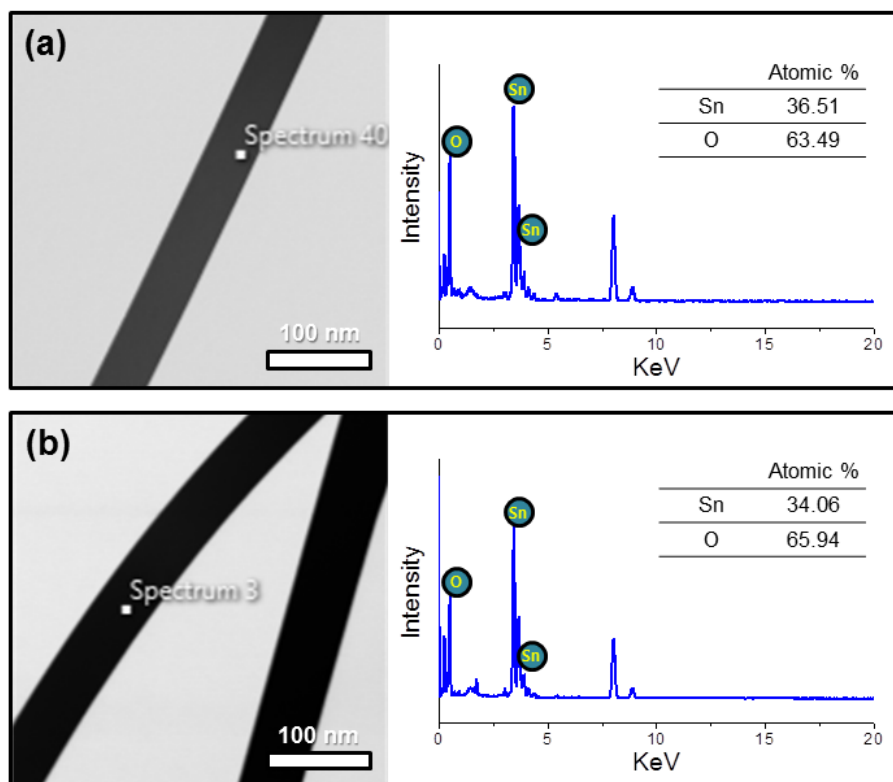 (a)
Spectrum 40
100 nm
Intensity
O
Sn
Sn
Atomic %
Sn 36.51
O 63.49
0 5 10 15 20
KeV
(b)
Spectrum 3
100 nm
Intensity
O
Sn
Sn
Atomic %
Sn 34.06
O 65.94
0 5 10 15 20
KeV